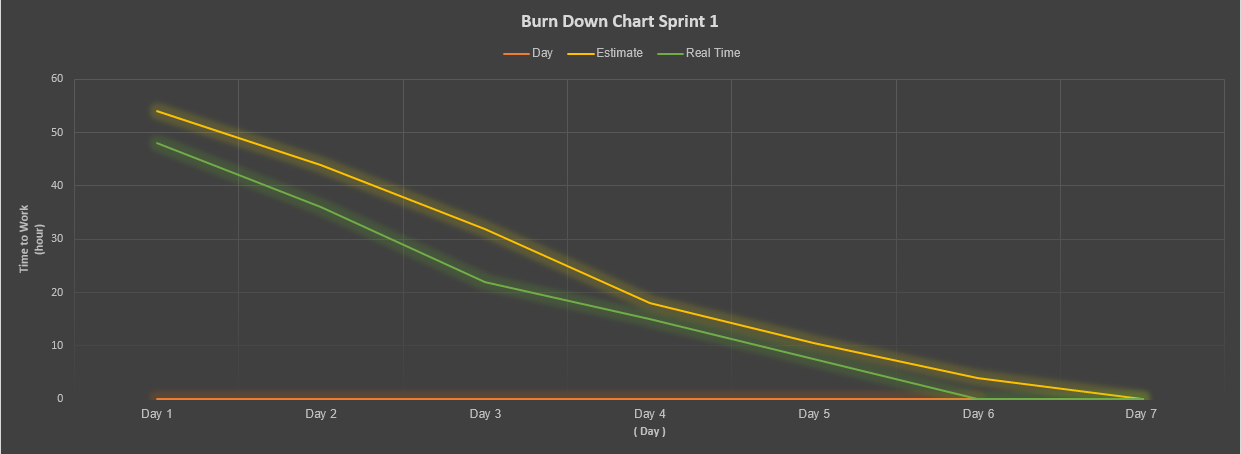 Burn Down Chart Sprint 1
Day Estimate Real Time
60
50
40
30
20
10
0
Time to Work
(hour)
Day 1 Day 2 Day 3 Day 4 Day 5 Day 6 Day 7
( Day )